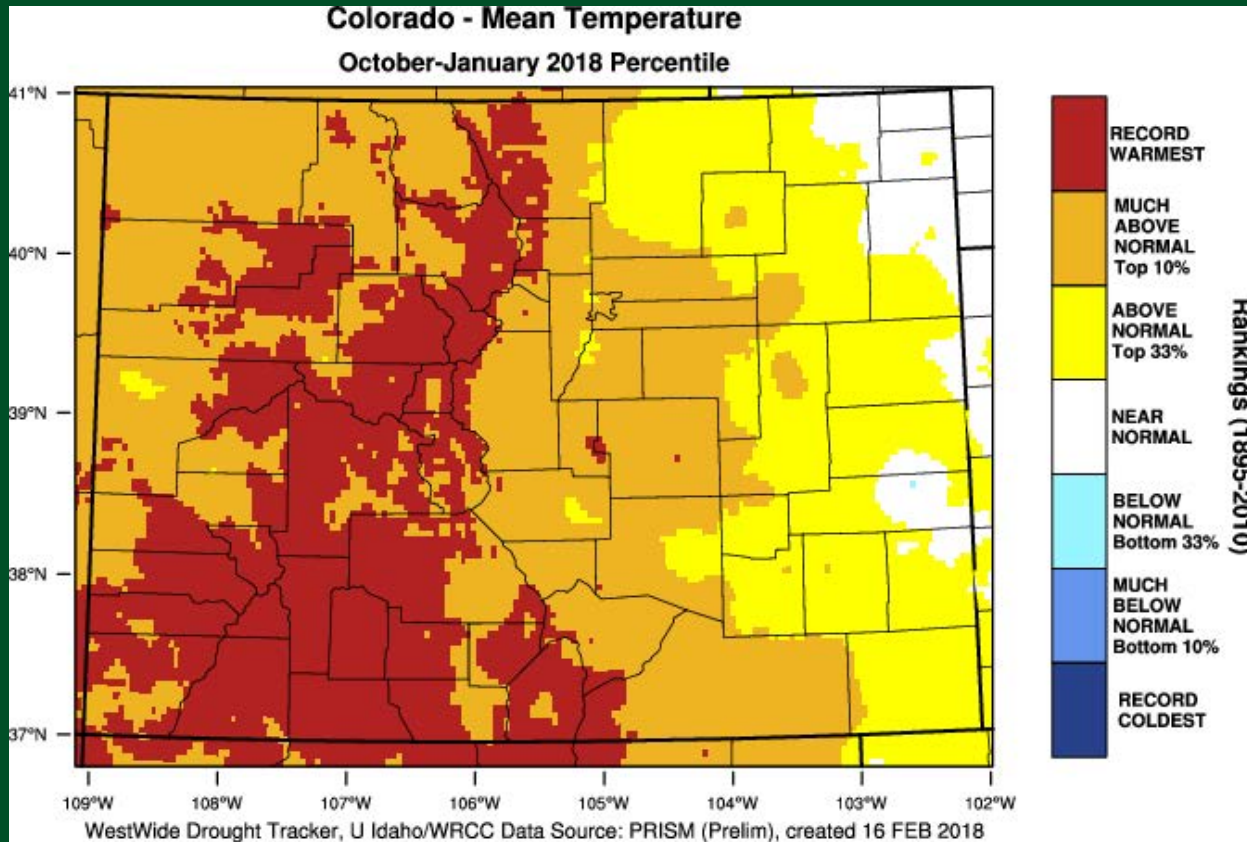 Colorado - Mean Temperature
October-January 2018 Percentile
41°N
40°N
39°N
38°N
37°N
109°W
108°W
107°W
106°W
105°W
104°W
103°W
102°W
RECORD
WARMEST
MUCH
ABOVE
NORMAL
Top 10%
ABOVE
NORMAL
Top 33%
NEAR
NORMAL
BELOW
NORMAL
Bottom 33%
MUCH
BELOW
NORMAL
Bottom 10%
RECORD
COLDEST
Rankings (1895-2010)
WestWide Drought Tracker, U Idaho/WRCC Data Source: PRISM (Prelim), created 16 FEB 2018